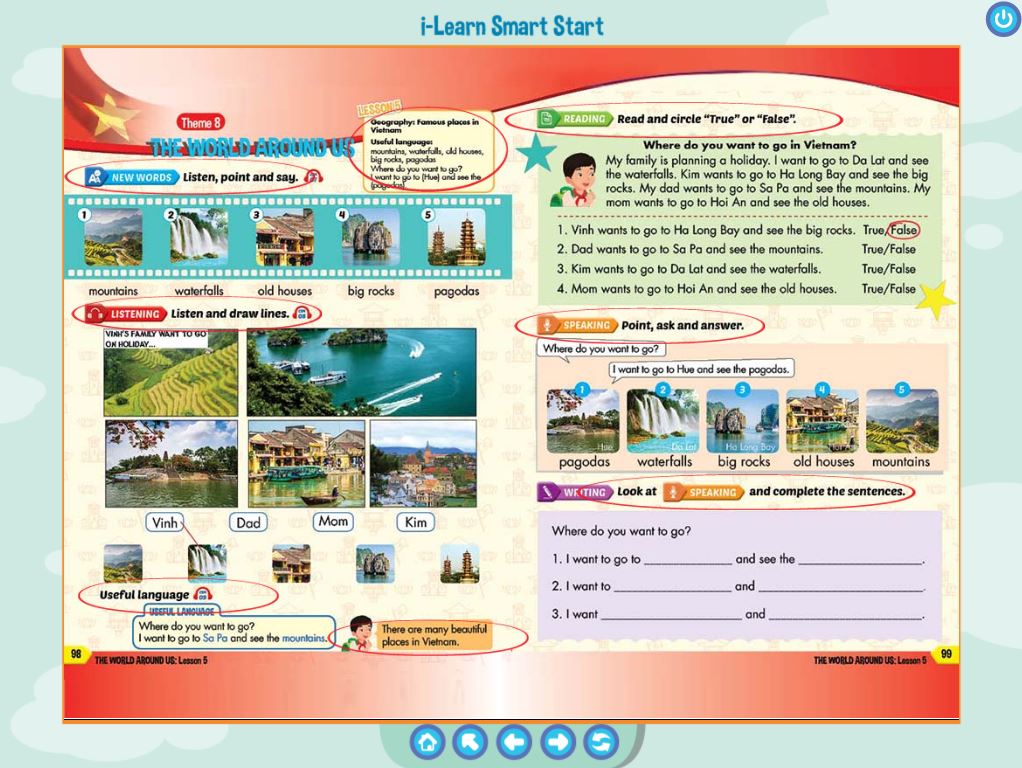 i-Learn Smart Start
Theme 8
THE WORLD AROUND US
LESSON 5
Geography: Famous places in
Vietnam
Useful language:
mountains, waterfalls, old houses,
big rocks, pagodas
Where do you want to go?
I want to go to (Hue) and see the
(pagodas).
NEW WORDS Listen, point and say.
1 2 3 4 5
mountains waterfalls old houses big rocks pagodas
LISTENING Listen and draw lines.
VINH'S FAMILY WANT TO GO
ON HOLIDAY...
Vinh Dad Mom Kim
Useful language
USEFUL LANGUAGE
Where do you want to go?
I want to go to Sa Pa and see the mountains.
There are many beautiful
places in Vietnam.
98 THE WORLD AROUND US: Lesson 5
READING Read and circle “True” or “False”.
Where do you want to go in Vietnam?
My family is planning a holiday. I want to go to Da Lat and see
the waterfalls. Kim wants to go to Ha Long Bay and see the big
rocks. My dad wants to go to Sa Pa and see the mountains. My
mom wants to go to Hoi An and see the old houses.
1. Vinh wants to go to Ha Long Bay and see the big rocks. True/False
2. Dad wants to go to Sa Pa and see the mountains. True/False
3. Kim wants to go to Da Lat and see the waterfalls. True/False
4. Mom wants to go to Hoi An and see the old houses. True/False
SPEAKING Point, ask and answer.
Where do you want to go?
I want to go to Hue and see the pagodas.
1 2 3 4 5
Hue Da Lat Ha Long Bay
pagodas waterfalls big rocks old houses mountains
WRITING Look at SPEAKING and complete the sentences.
Where do you want to go?
1. I want to go to ______________ and see the ____________________.
2. I want to ___________________ and ___________________________.
3. I want _______________________ and _________________________.
THE WORLD AROUND US: Lesson 5 99